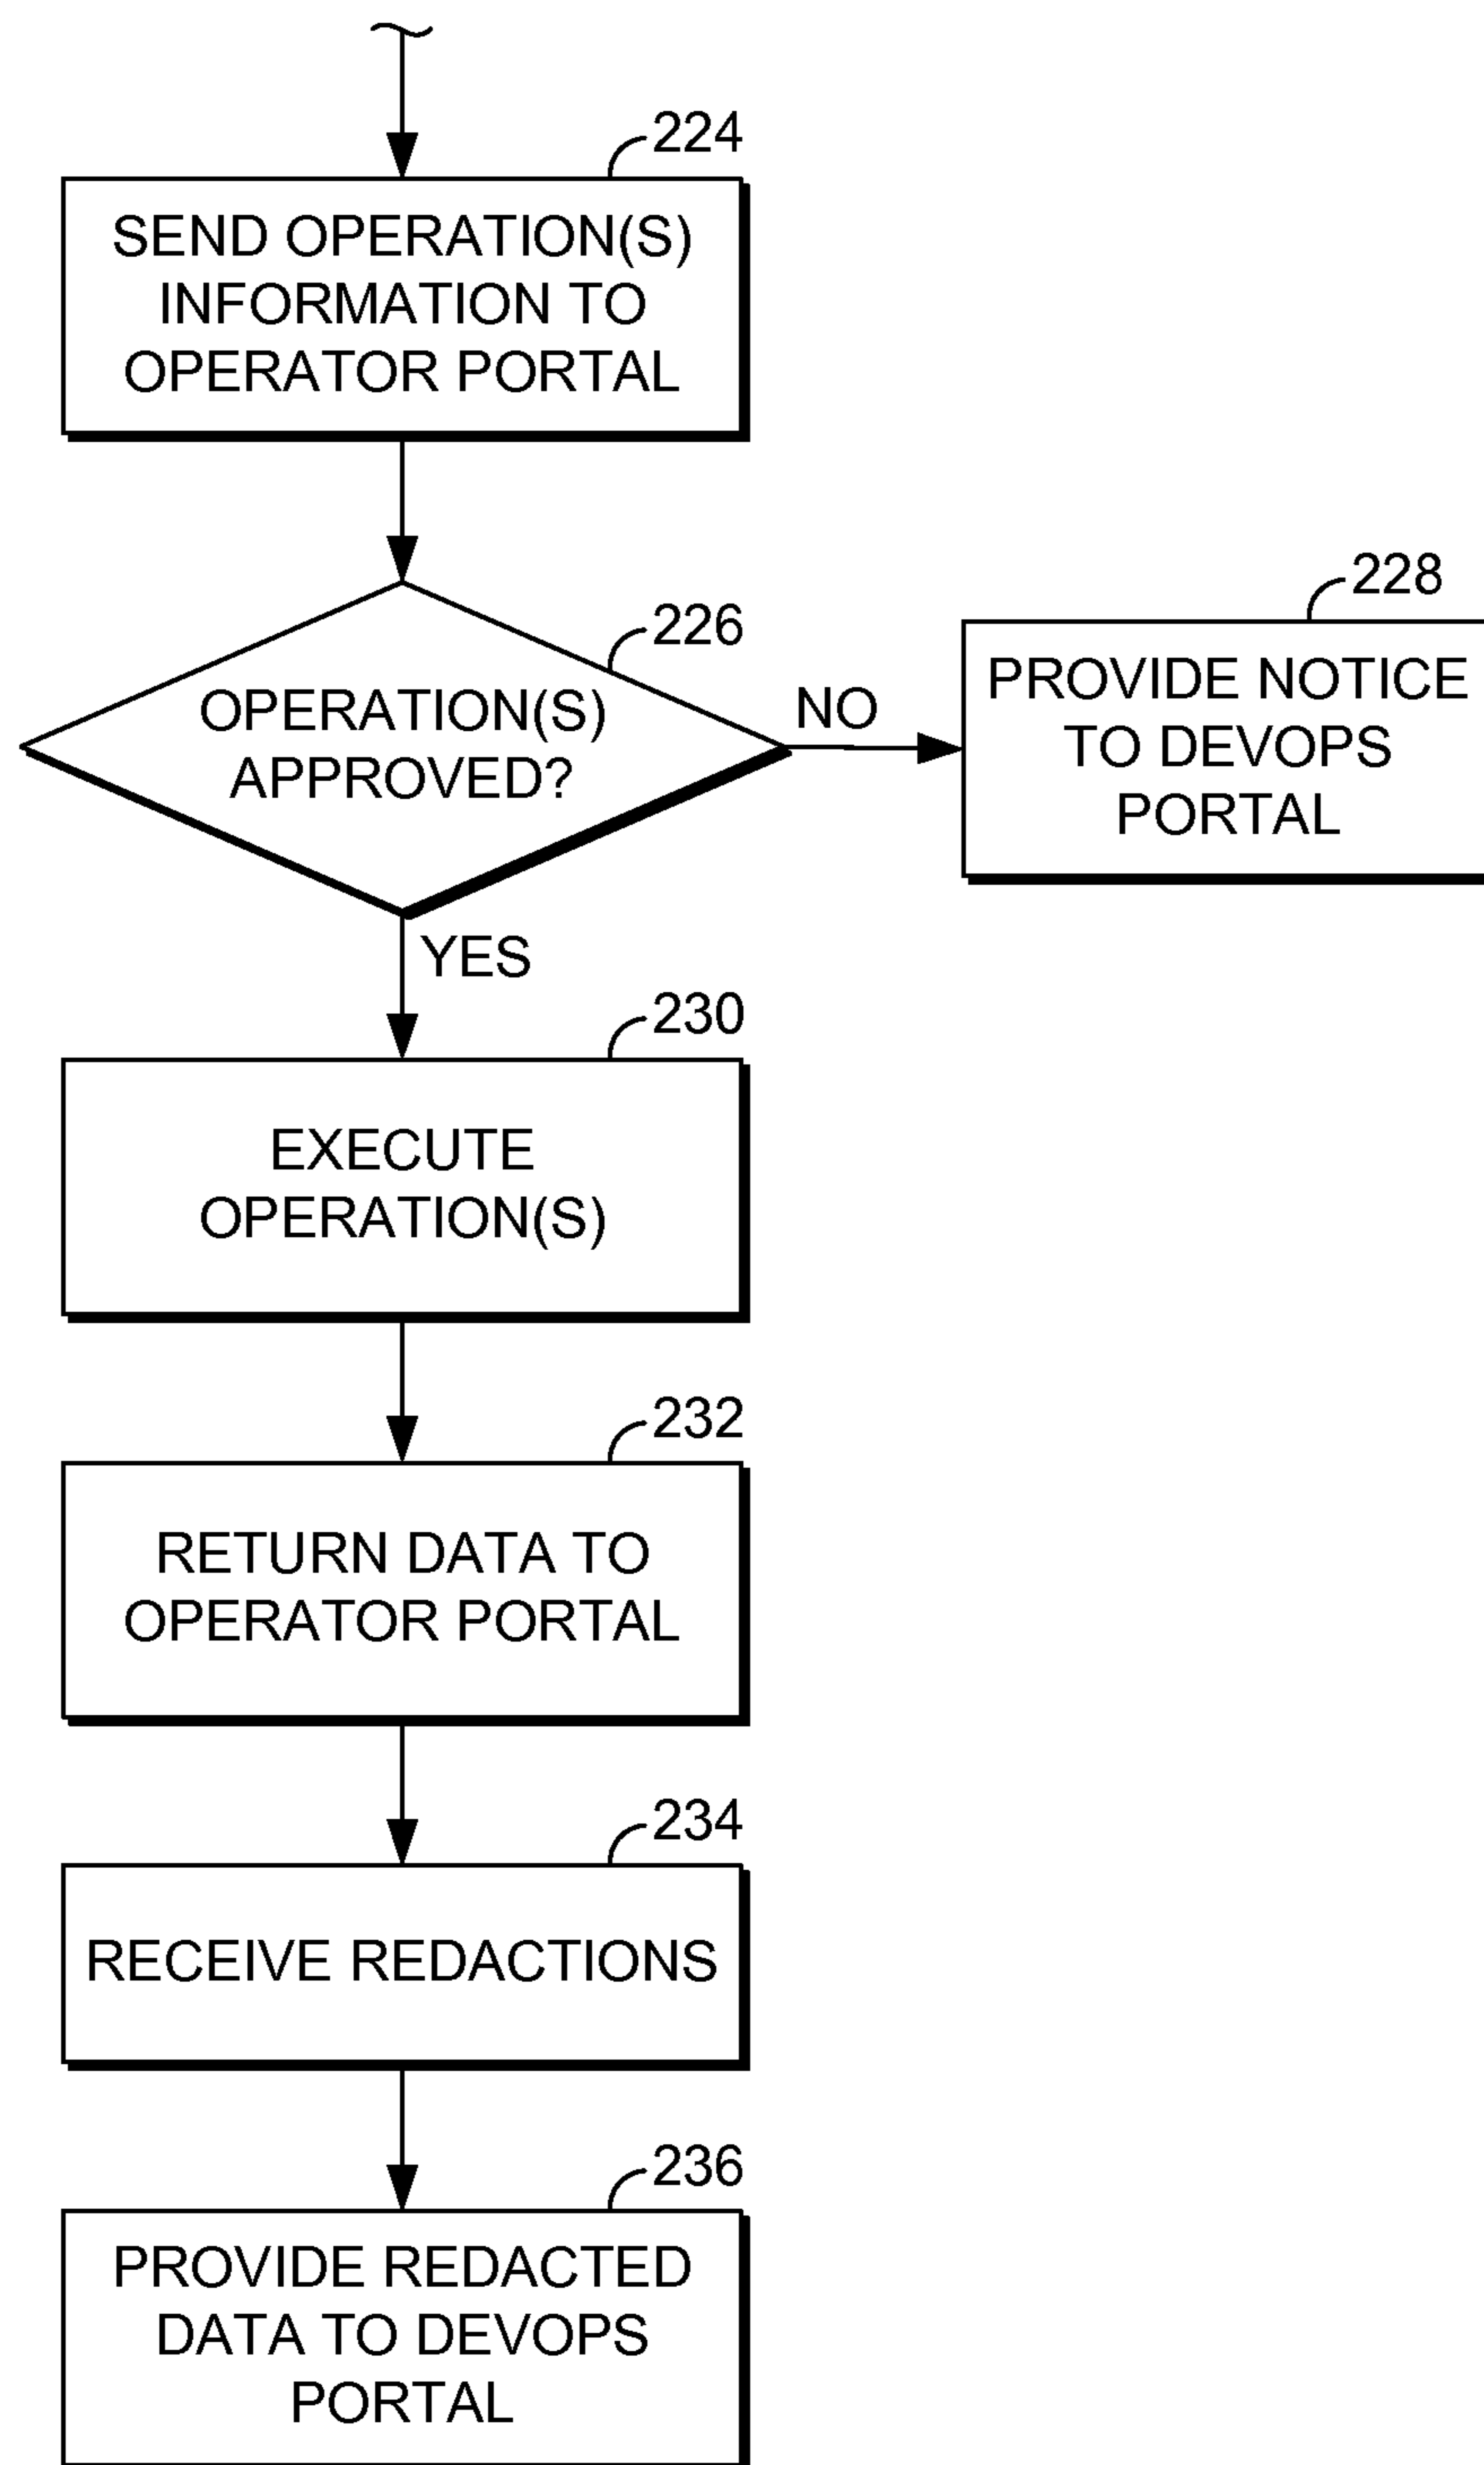 224
SEND OPERATION(S)
INFORMATION TO
OPERATOR PORTAL
226
OPERATION(S)
APPROVED?
NO
228
PROVIDE NOTICE
TO DEVOPS
PORTAL
YES
230
EXECUTE
OPERATION(S)
232
RETURN DATA TO
OPERATOR PORTAL
234
RECEIVE REDACTIONS
236
PROVIDE REDACTED
DATA TO DEVOPS
PORTAL